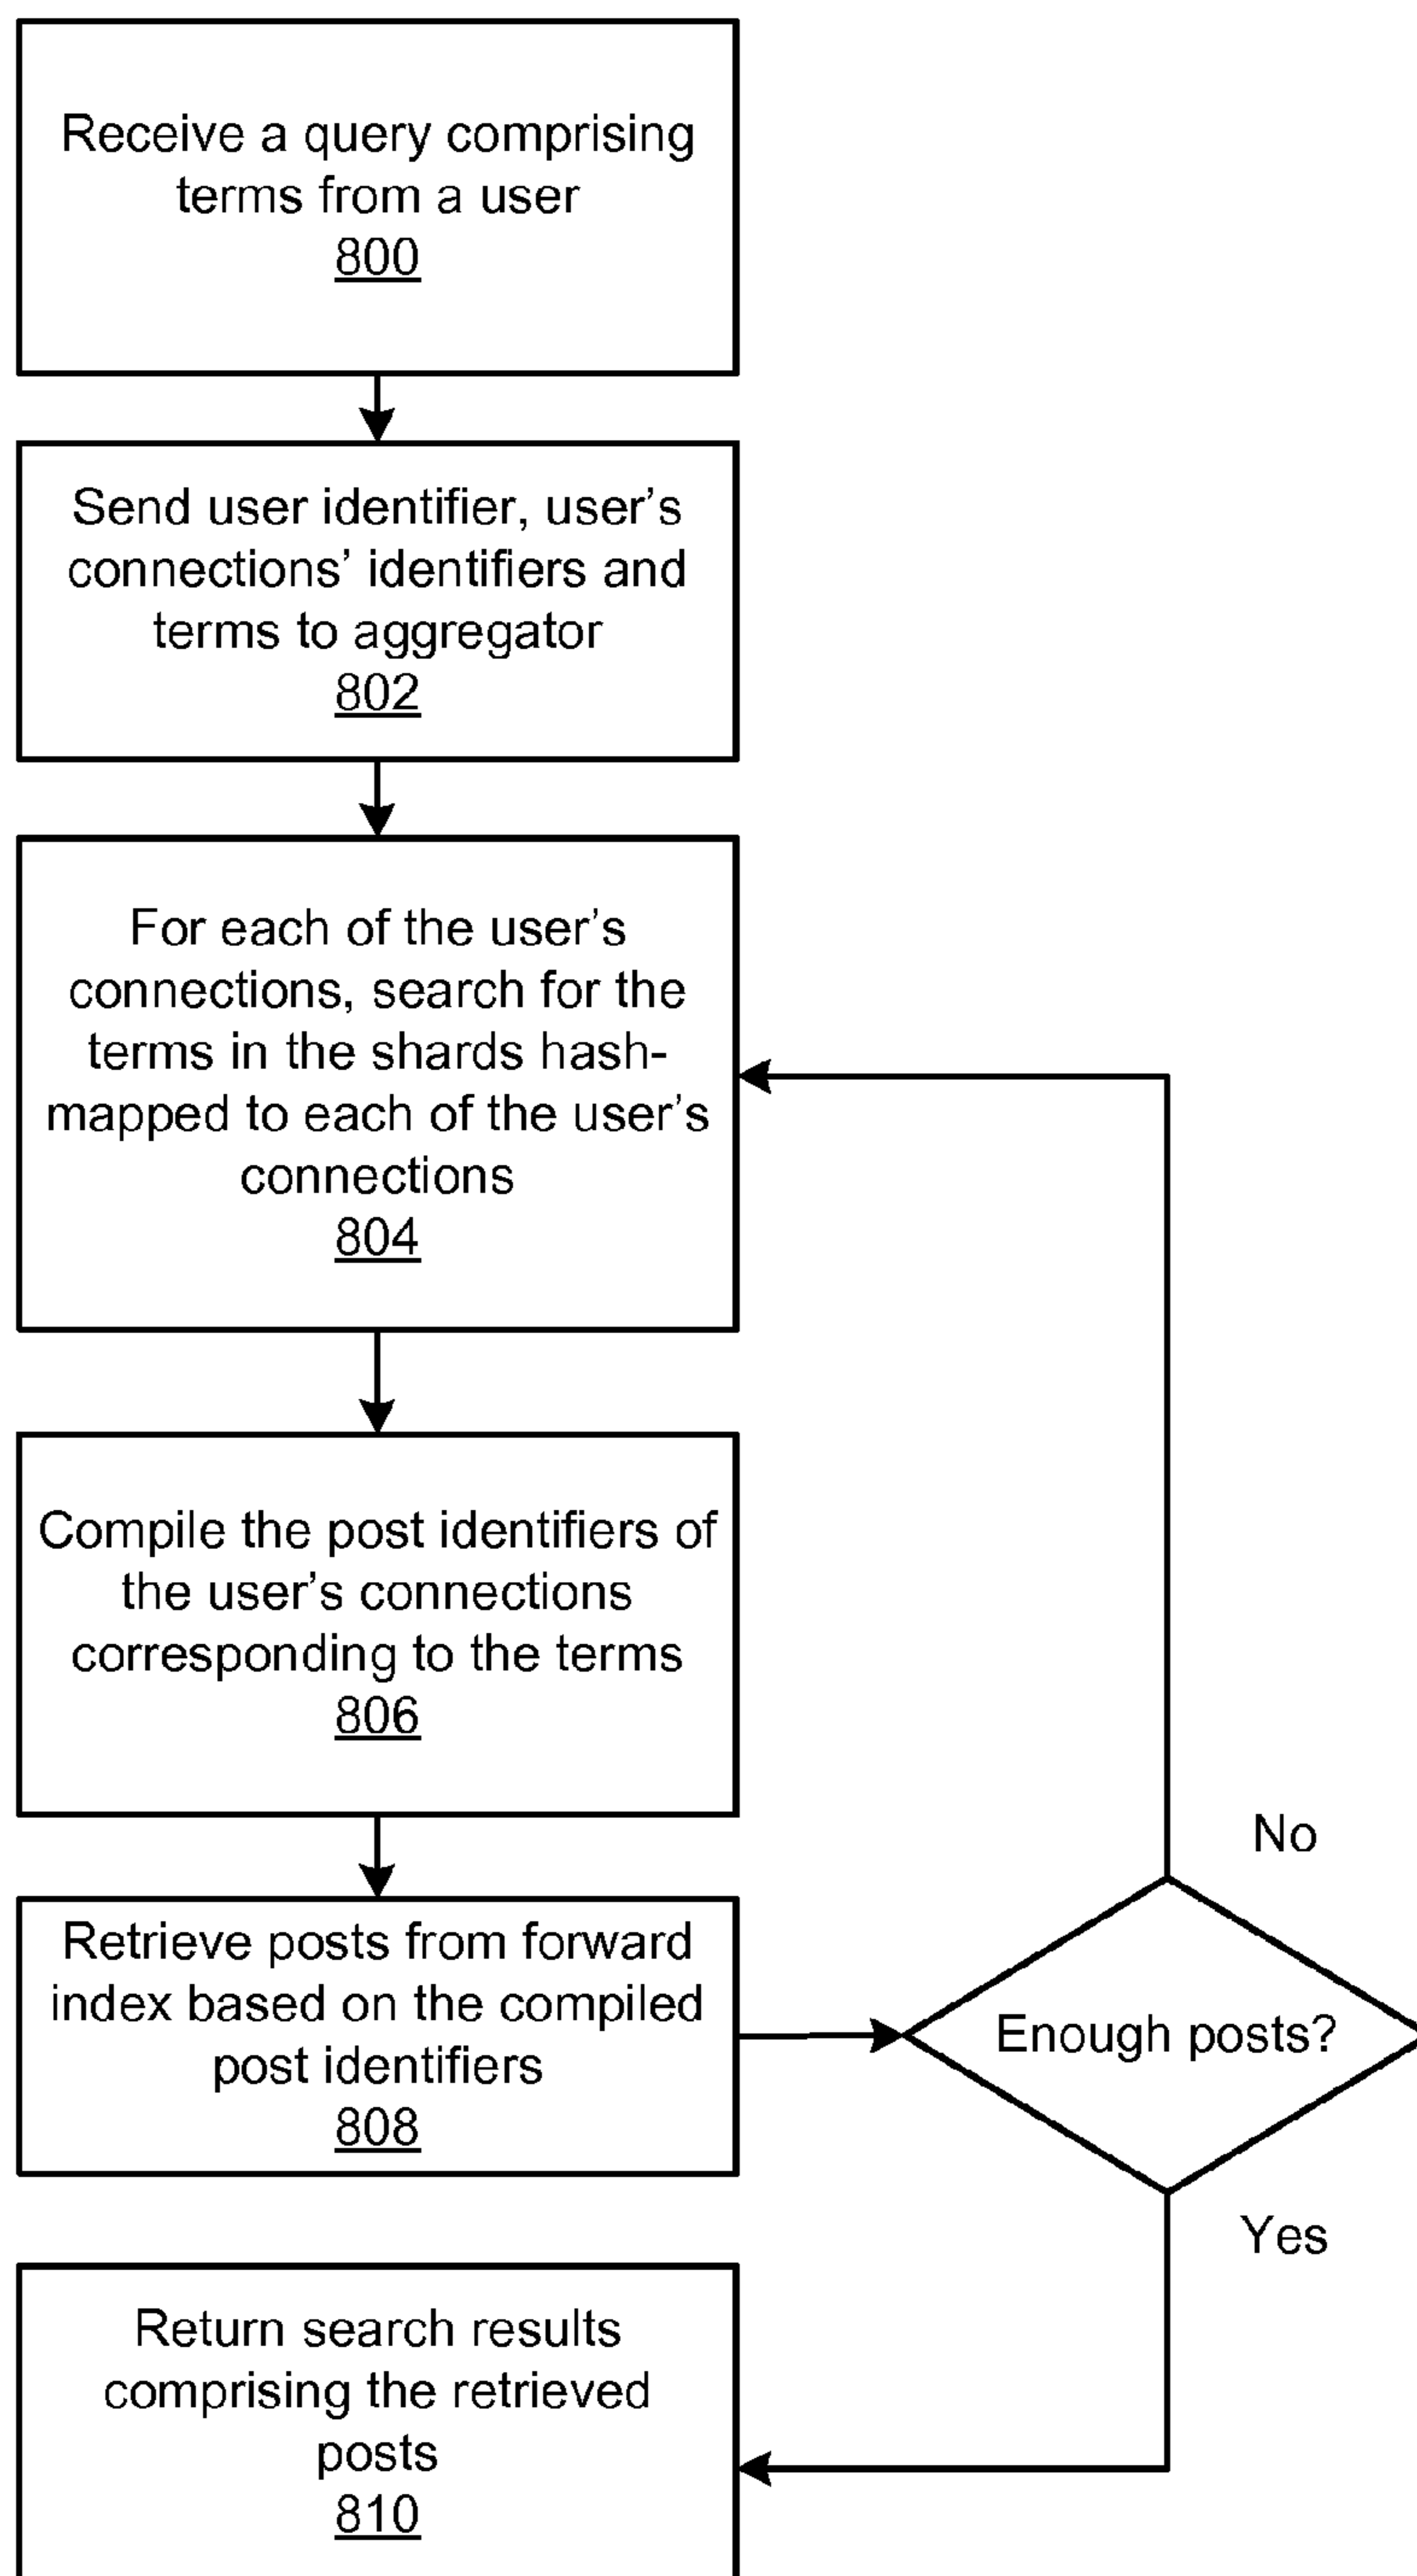 Receive a query comprising
terms from a user
800
Send user identifier, user's
connections' identifiers and
terms to aggregator
802
For each of the user's
connections, search for the
terms in the shards hash-
mapped to each of the user's
connections
804
Compile the post identifiers of
the user's connections
corresponding to the terms
806
Retrieve posts from forward
index based on the compiled
post identifiers
808
No
Enough posts?
Yes
Return search results
comprising the retrieved
posts
810